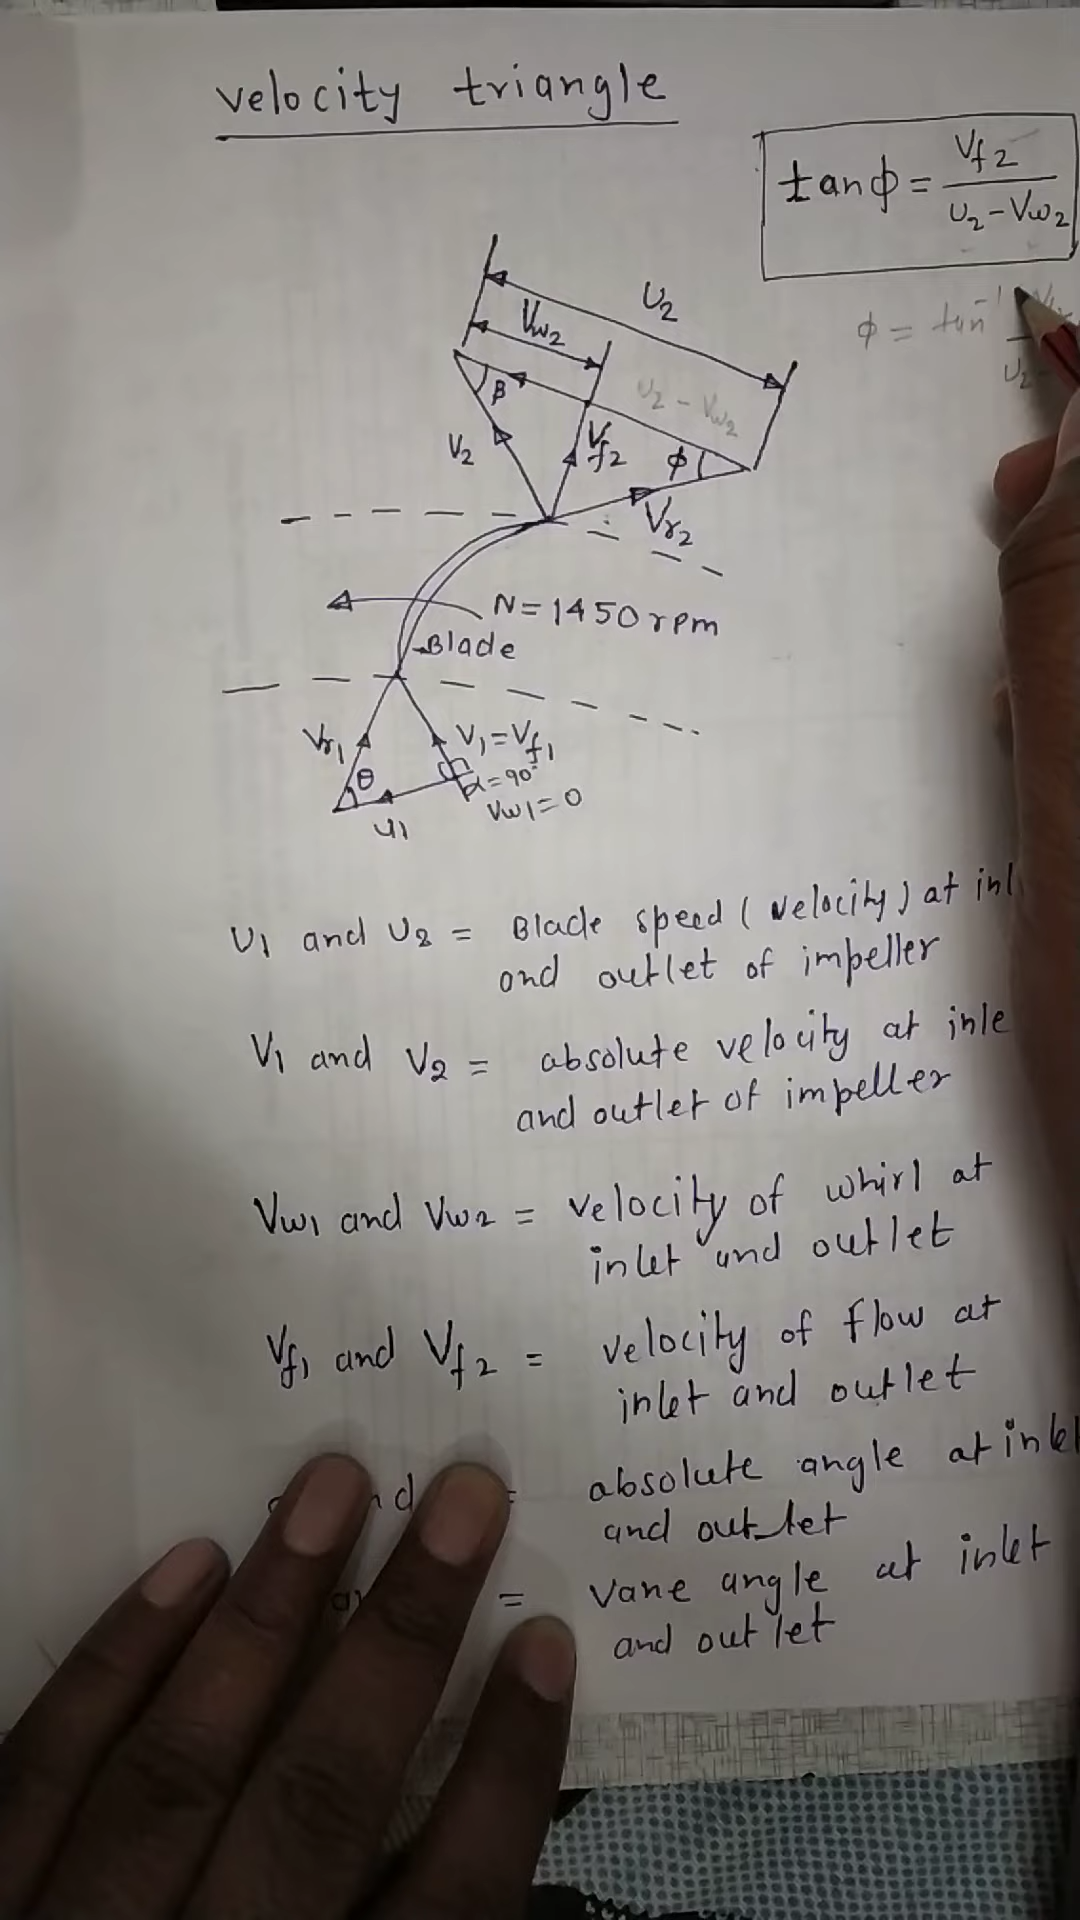 velocity triangle
tanϕ = Vf2 / U2 - Vw2
ϕ = tan⁻¹
U2 -
U2
Vw2
β
U2 - Vw2
V2
Vf2
ϕ
Vr2
N = 1450 rpm
Blade
Vr1
V1 = Vf1
θ
α = 90°
Vw1 = 0
U1
U1 and U2 = Blade speed (velocity) at
and outlet of impeller
V1 and V2 = absolute velocity at
and outlet of impeller
Vw1 and Vw2 = velocity of whirl at
inlet and outlet
Vf1 and Vf2 = velocity of flow at
inlet and outlet
= absolute angle at inlet
and outlet
= vane angle at inlet
and outlet